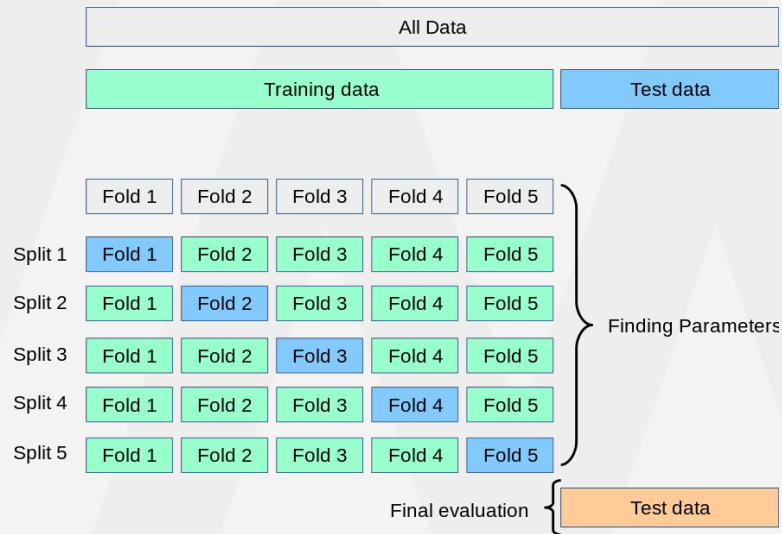 All Data
Training data Test data
Fold 1 Fold 2 Fold 3 Fold 4 Fold 5
Split 1 Fold 1 Fold 2 Fold 3 Fold 4 Fold 5
Split 2 Fold 1 Fold 2 Fold 3 Fold 4 Fold 5
Finding Parameters
Split 3 Fold 1 Fold 2 Fold 3 Fold 4 Fold 5
Split 4 Fold 1 Fold 2 Fold 3 Fold 4 Fold 5
Split 5 Fold 1 Fold 2 Fold 3 Fold 4 Fold 5
Final evaluation Test data